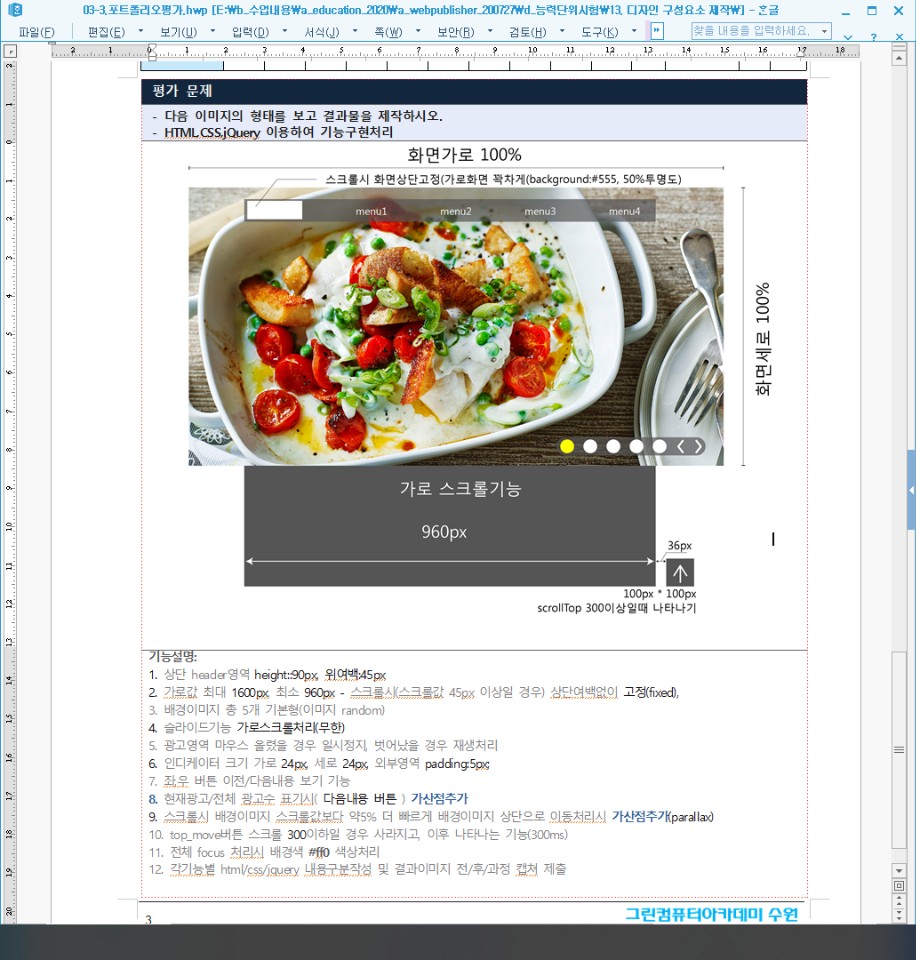 03-3.포트폴리오평가.hwp [E:₩b_수업내용₩a_education_2020₩a_webpublisher_200727₩d_능력단위시험₩13. 디자인 구성요소 제작₩] - 한글
파일(F) 편집(E) 보기(U) 입력(D) 서식(J) 쪽(W) 보안(R) 검토(H) 도구(K) 찾을 내용을 입력하세요.
평가 문제
- 다음 이미지의 형태를 보고 결과물을 제작하시오.
- HTML,CSS,jQuery 이용하여 기능구현처리
화면가로 100%
스크롤시 화면상단고정(가로화면 꽉차게(background:#555, 50%투명도)
menu1 menu2 menu3 menu4
화면세로 100%
가로 스크롤기능
960px
36px
100px * 100px
scrollTop 300이상일때 나타나기
기능설명:
1. 상단 header영역 height::90px, 위여백:45px
2. 가로값 최대 1600px, 최소 960px - 스크롤시(스크롤값 45px 이상일 경우) 상단여백없이 고정(fixed),
3. 배경이미지 총 5개 기본형(이미지 random)
4. 슬라이드기능 가로스크롤처리(무한)
5. 광고영역 마우스 올렸을 경우 일시정지, 벗어났을 경우 재생처리
6. 인디케이터 크기 가로 24px, 세로 24px, 외부영역 padding:5px;
7. 좌,우 버튼 이전/다음내용 보기 기능
8. 현재광고/전체 광고수 표기시( 다음내용 버튼 ) 가산점추가
9. 스크롤시 배경이미지 스크롤값보다 약5% 더 빠르게 배경이미지 상단으로 이동처리시 가산점추가(parallax)
10. top_move버튼 스크롤 300이하일 경우 사라지고, 이후 나타나는 기능(300ms)
11. 전체 focus 처리시 배경색 #ff0 색상처리
12. 각기능별 html/css/jquery 내용구분작성 및 결과이미지 전/후/과정 캡쳐 제출
그린컴퓨터아카데미 수원
3